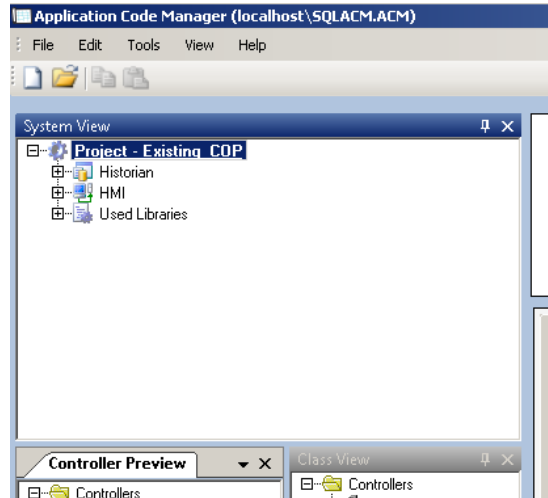 Application Code Manager (localhost\SQLACM.ACM)
File Edit Tools View Help
System View
Project - Existing_COP
Historian
HMI
Used Libraries
Controller Preview
Class View
Controllers
Controllers